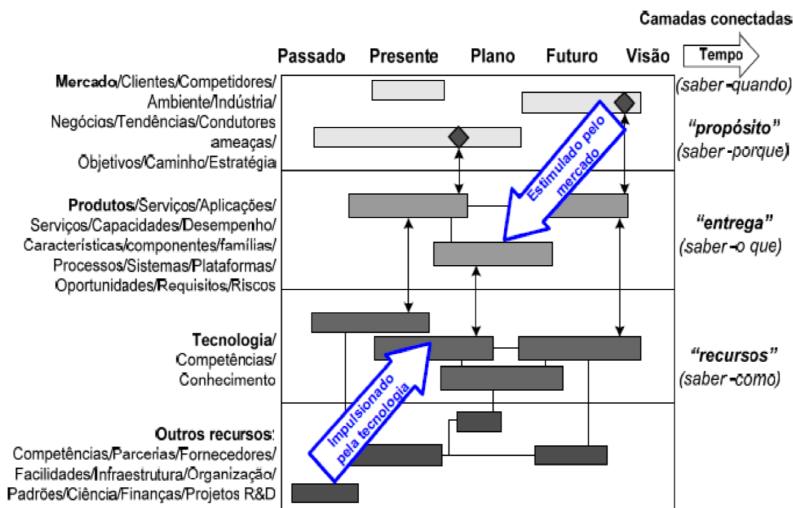 Camadas conectadas
Passado Presente Plano Futuro Visão Tempo
Mercado/Clientes/Competidores/
Ambiente/Indústria/
Negócios/Tendências/Condutores
ameaças/
Objetivos/Caminho/Estratégia
(saber-quando)
"propósito"
(saber-porque)
Estimulado pelo
mercado
Produtos/Serviços/Aplicações/
Serviços/Capacidades/Desempenho/
Características/componentes/famílias/
Processos/Sistemas/Plataformas/
Oportunidades/Requisitos/Riscos
"entrega"
(saber-o que)
Tecnologia/
Competências/
Conhecimento
"recursos"
(saber-como)
Impulsionado
pela tecnologia
Outros recursos:
Competências/Parcerias/Fornecedores/
Facilidades/Infraestrutura/Organização/
Padrões/Ciência/Finanças/Projetos R&D